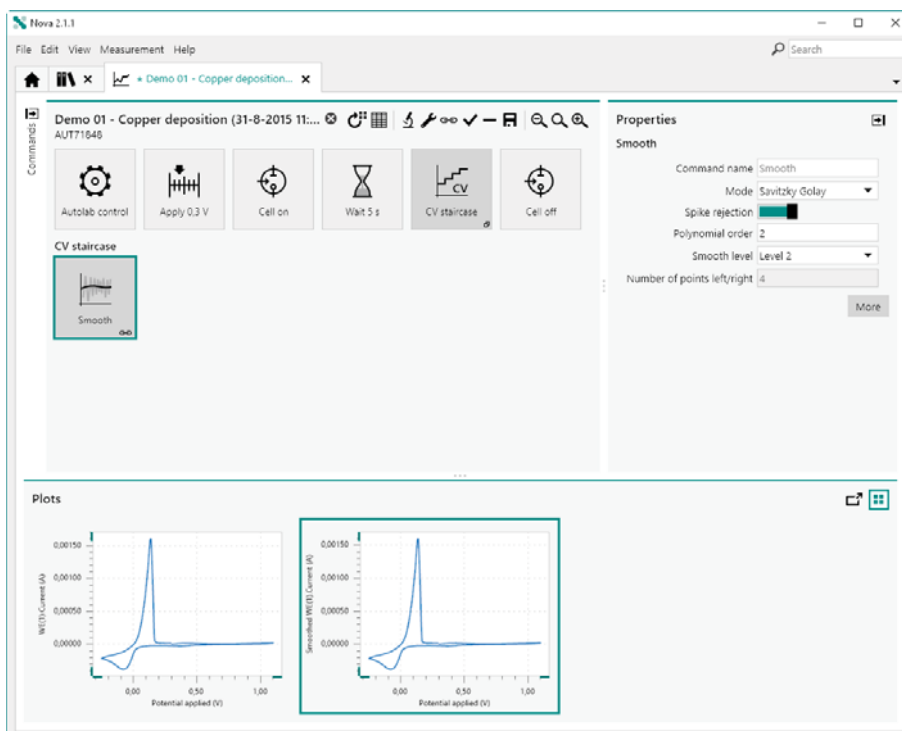 Nova 2.1.1
File Edit View Measurement Help
Search
Demo 01 - Copper deposition...
Commands
Demo 01 - Copper deposition (31-8-2015 11:...
AUT71848
Autolab control
Apply 0.3 V
Cell on
Wait 5 s
CV
CV staircase
Cell off
CV staircase
Smooth
Properties
Smooth
Command name Smooth
Mode Savitzky Golay
Spike rejection
Polynomial order 2
Smooth level Level 2
Number of points left/right 4
More
Plots
WE(1).Current (A)
0,00150
0,00100
0,00050
0,00000
0,00 0,50 1,00
Potential applied (V)
Smoothed WE(1).Current (A)
0,00150
0,00100
0,00050
0,00000
0,00 0,50 1,00
Potential applied (V)